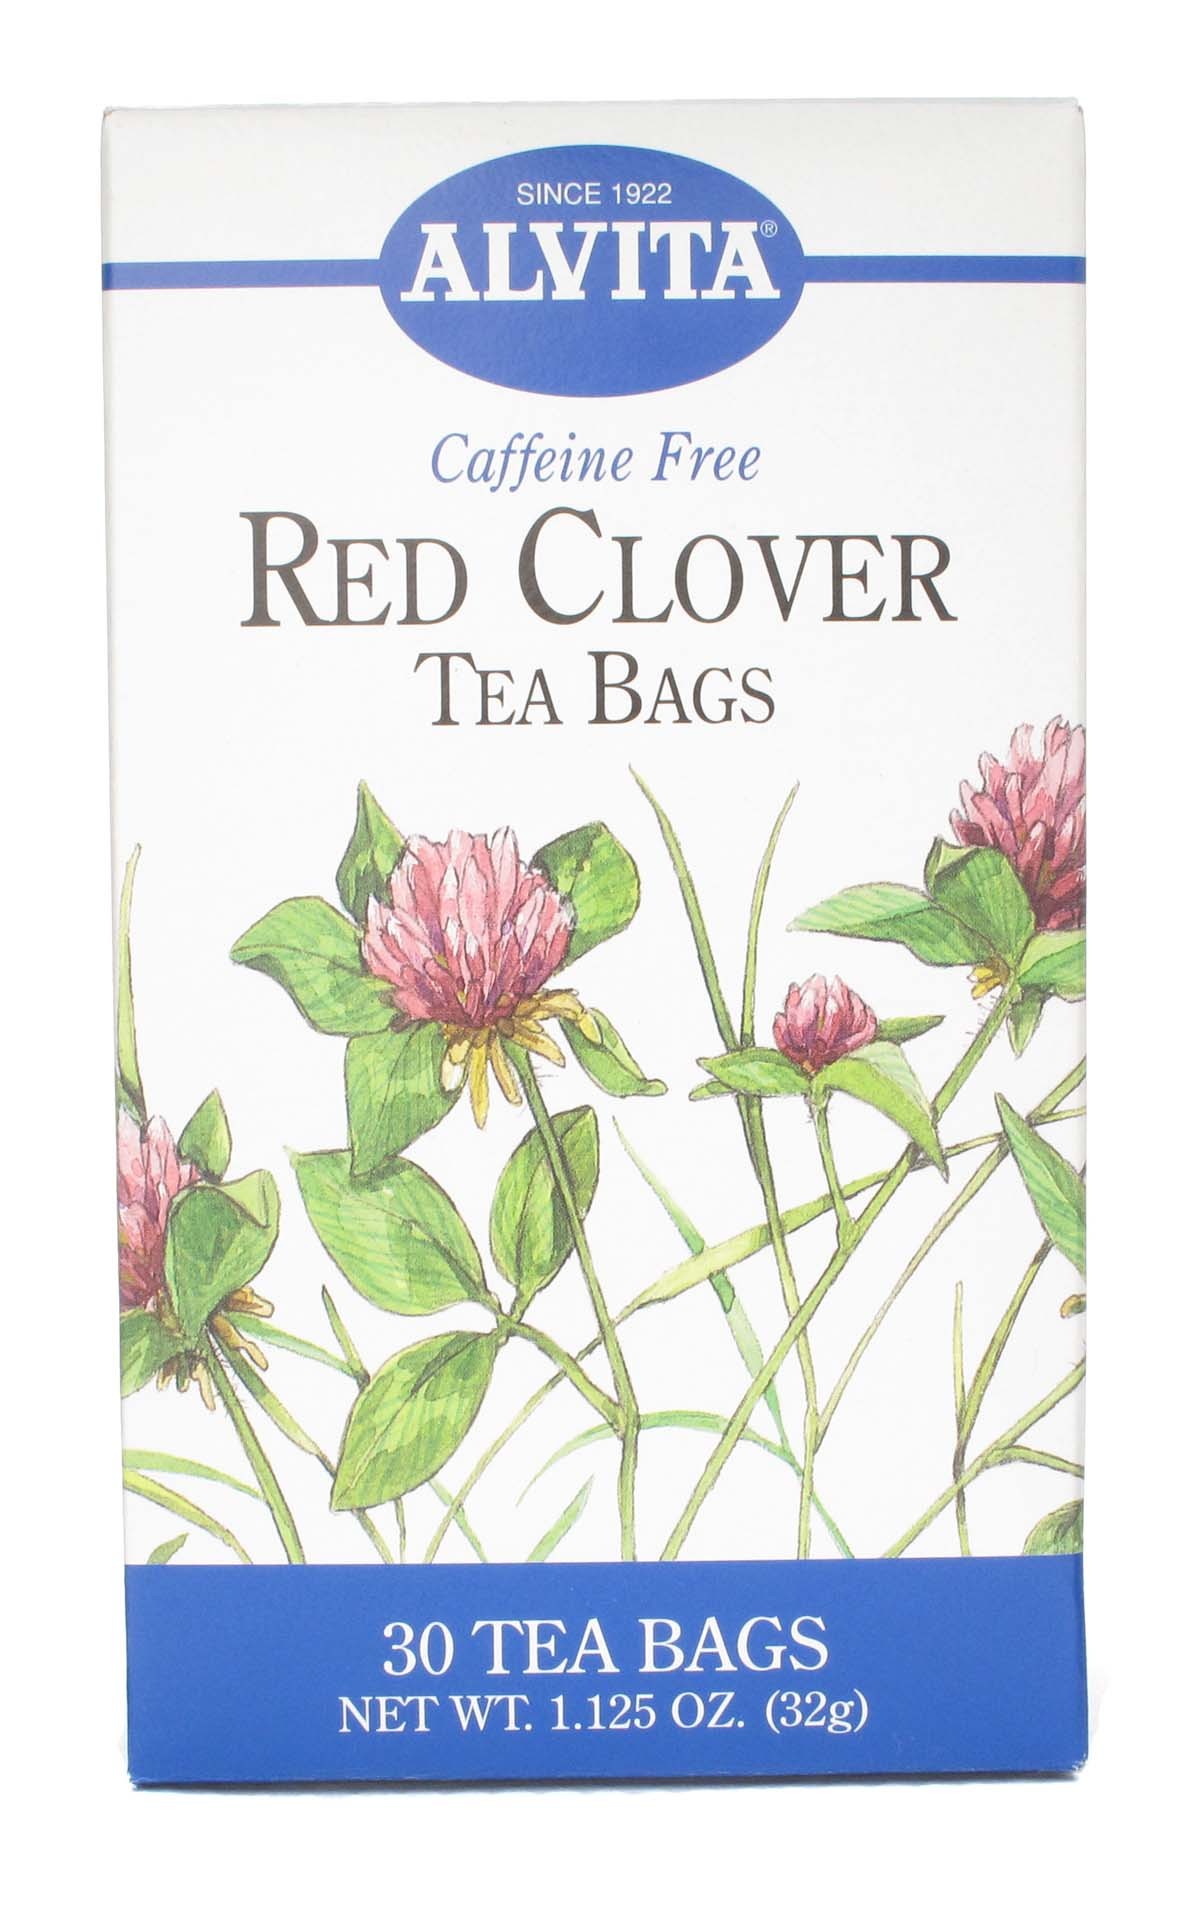 SINCE 1922
ALVITA®
Caffeine Free
RED CLOVER
TEA BAGS
30 TEA BAGS
NET WT. 1.125 OZ. (32g)